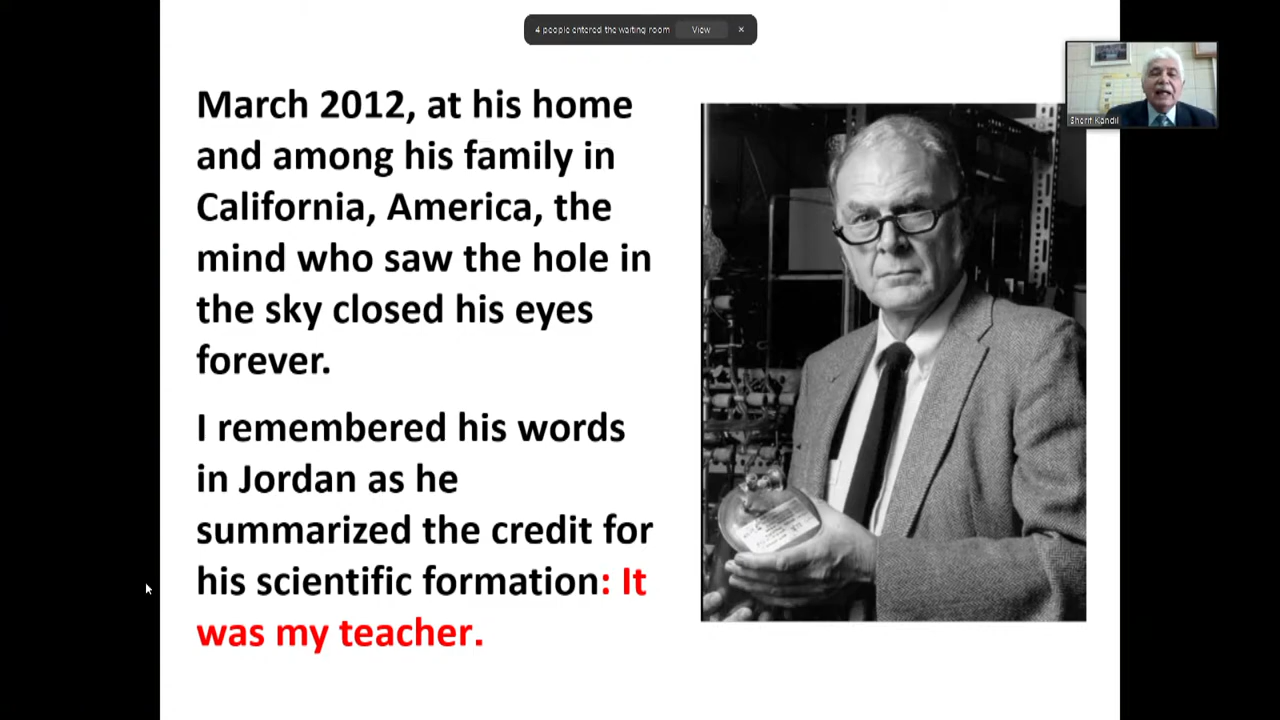 4 people entered the waiting room View
March 2012, at his home
and among his family in
California, America, the
mind who saw the hole in
the sky closed his eyes
forever.
I remembered his words
in Jordan as he
summarized the credit for
his scientific formation: It
was my teacher.
Sherif Kandil